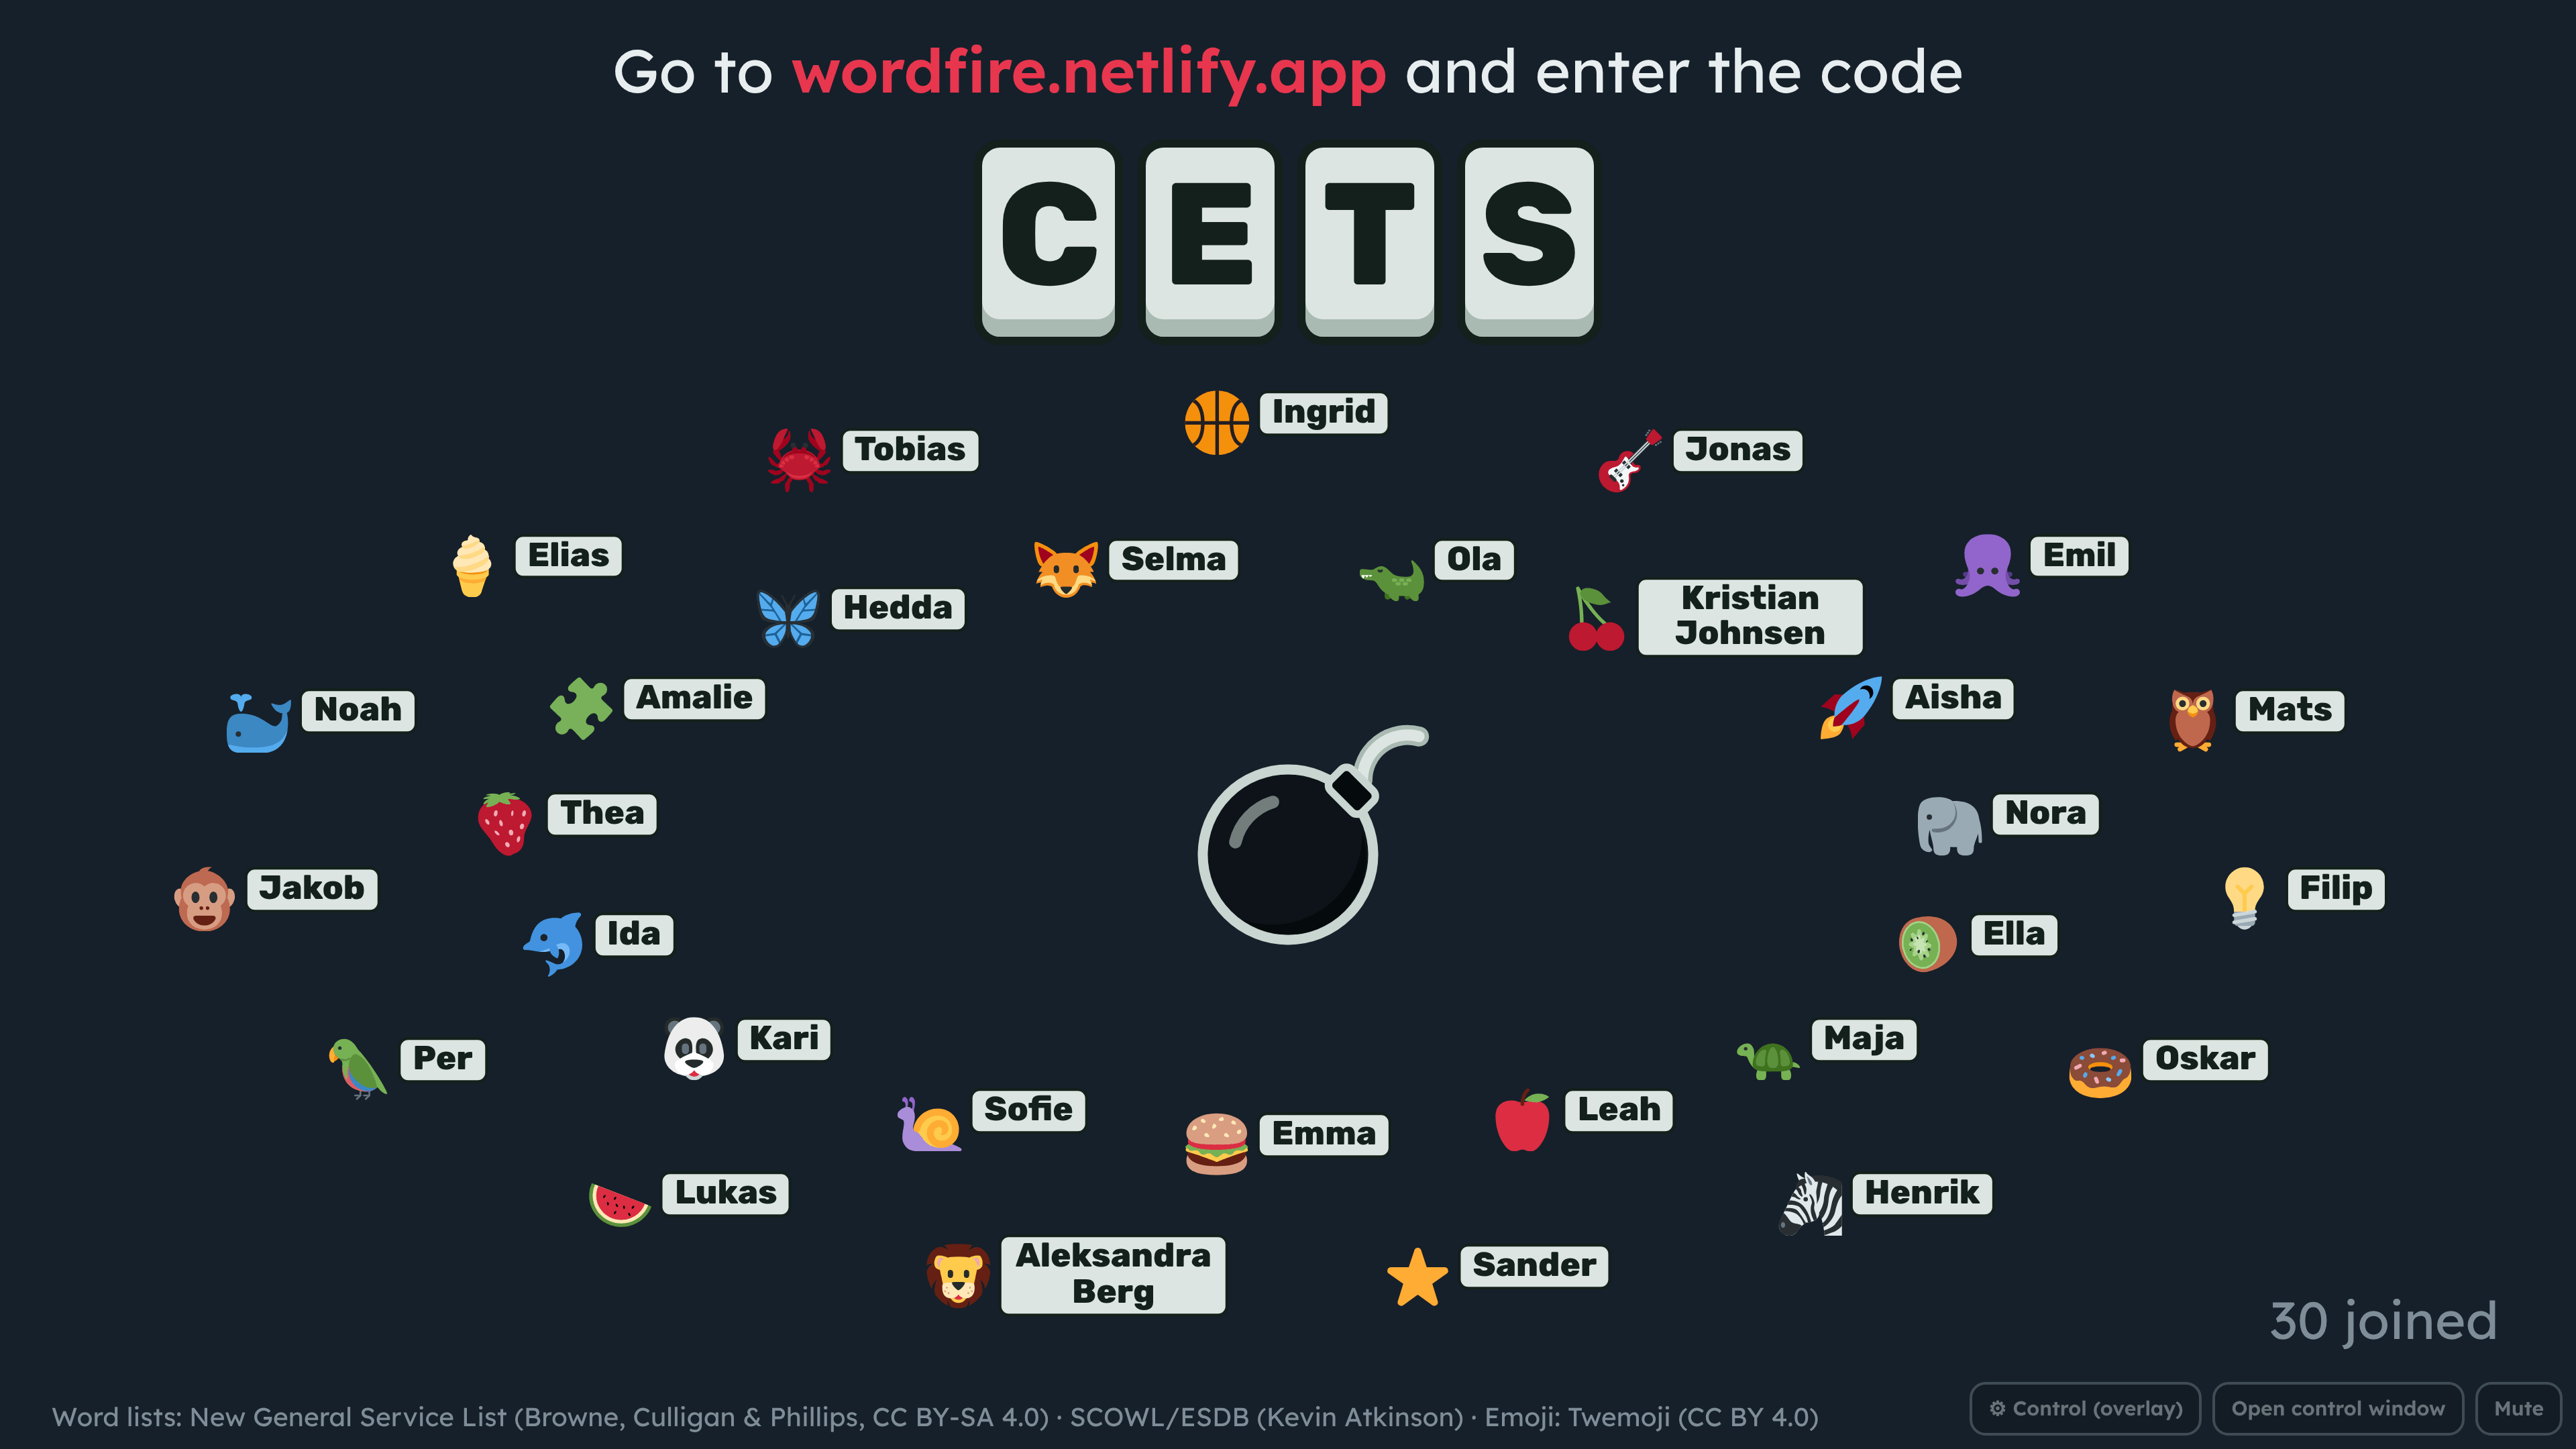 Go to wordfire.netlify.app and enter the code
CETS
Ingrid
Tobias
Jonas
Elias
Selma
Ola
Emil
Hedda
Kristian
Johnsen
Noah
Amalie
Aisha
Mats
Thea
Nora
Jakob
Filip
Ida
Ella
Per
Kari
Maja
Oskar
Sofie
Emma
Leah
Lukas
Henrik
Aleksandra
Berg
Sander
30 joined
Word lists: New General Service List (Browne, Culligan & Phillips, CC BY-SA 4.0) · SCOWL/ESDB (Kevin Atkinson) · Emoji: Twemoji (CC BY 4.0)
⚙ Control (overlay)
Open control window
Mute